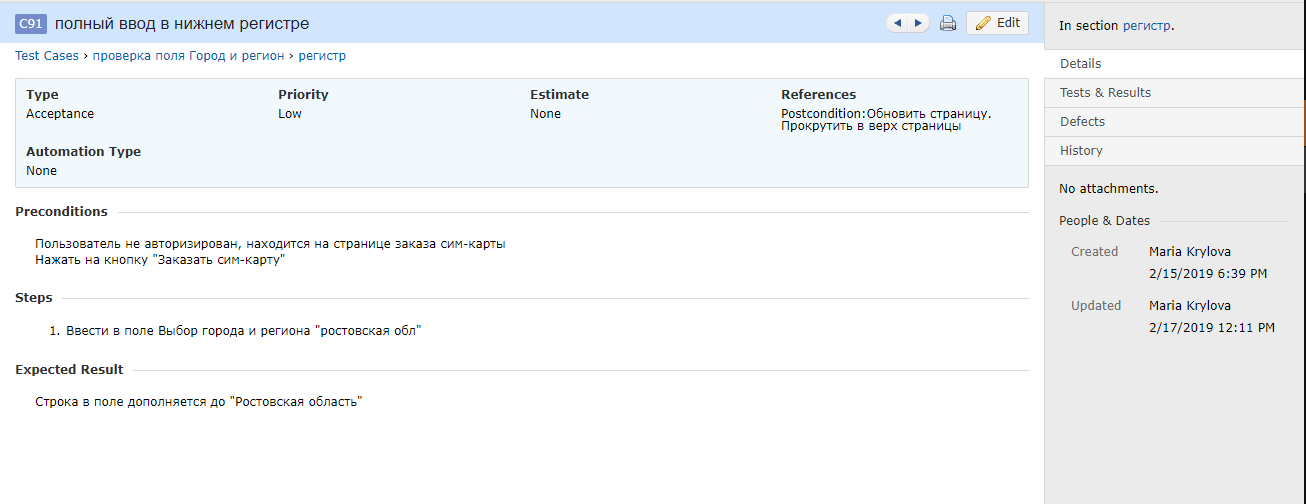 C91 полный ввод в нижнем регистре
Edit
Test Cases › проверка поля Город и регион › регистр
Type
Acceptance
Priority
Low
Estimate
None
References
Postcondition:Обновить страницу.
Прокрутить в верх страницы
Automation Type
None
Preconditions
Пользователь не авторизирован, находится на странице заказа сим-карты
Нажать на кнопку "Заказать сим-карту"
Steps
1. Ввести в поле Выбор города и региона "ростовская обл"
Expected Result
Строка в поле дополняется до "Ростовская область"
In section регистр.
Details
Tests & Results
Defects
History
No attachments.
People & Dates
Created Maria Krylova
2/15/2019 6:39 PM
Updated Maria Krylova
2/17/2019 12:11 PM